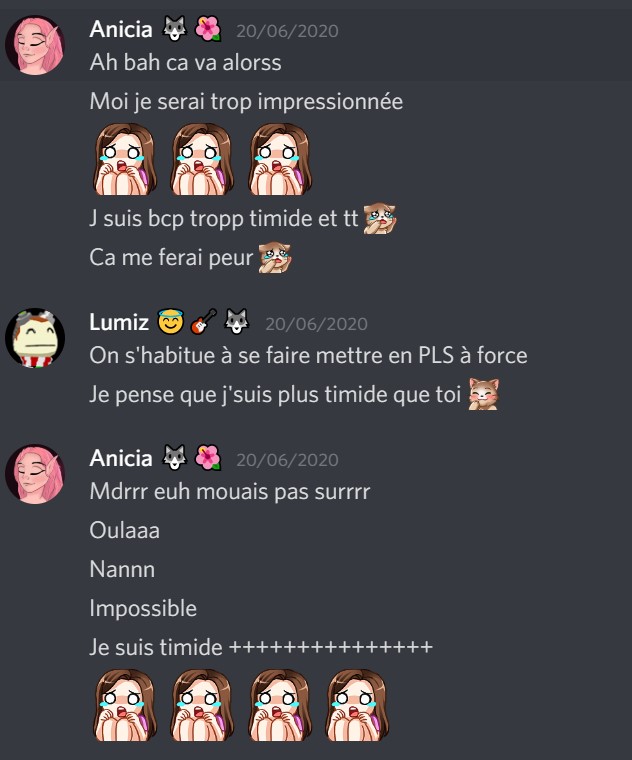 Anicia 🐺 🌺 20/06/2020
Ah bah ca va alorss
Moi je serai trop impressionnée
J suis bcp tropp timide et tt
Ca me ferai peur
Lumiz 😇 🎸 🐺 20/06/2020
On s'habitue à se faire mettre en PLS à force
Je pense que j'suis plus timide que toi
Anicia 🐺 🌺 20/06/2020
Mdrrr euh mouais pas surrrr
Oulaaa
Nannn
Impossible
Je suis timide +++++++++++++++